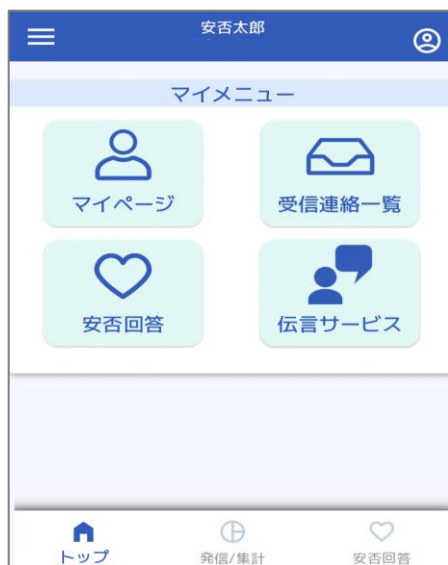 安否太郎
マイメニュー
マイページ
受信連絡一覧
安否回答
伝言サービス
トップ
発信/集計
安否回答